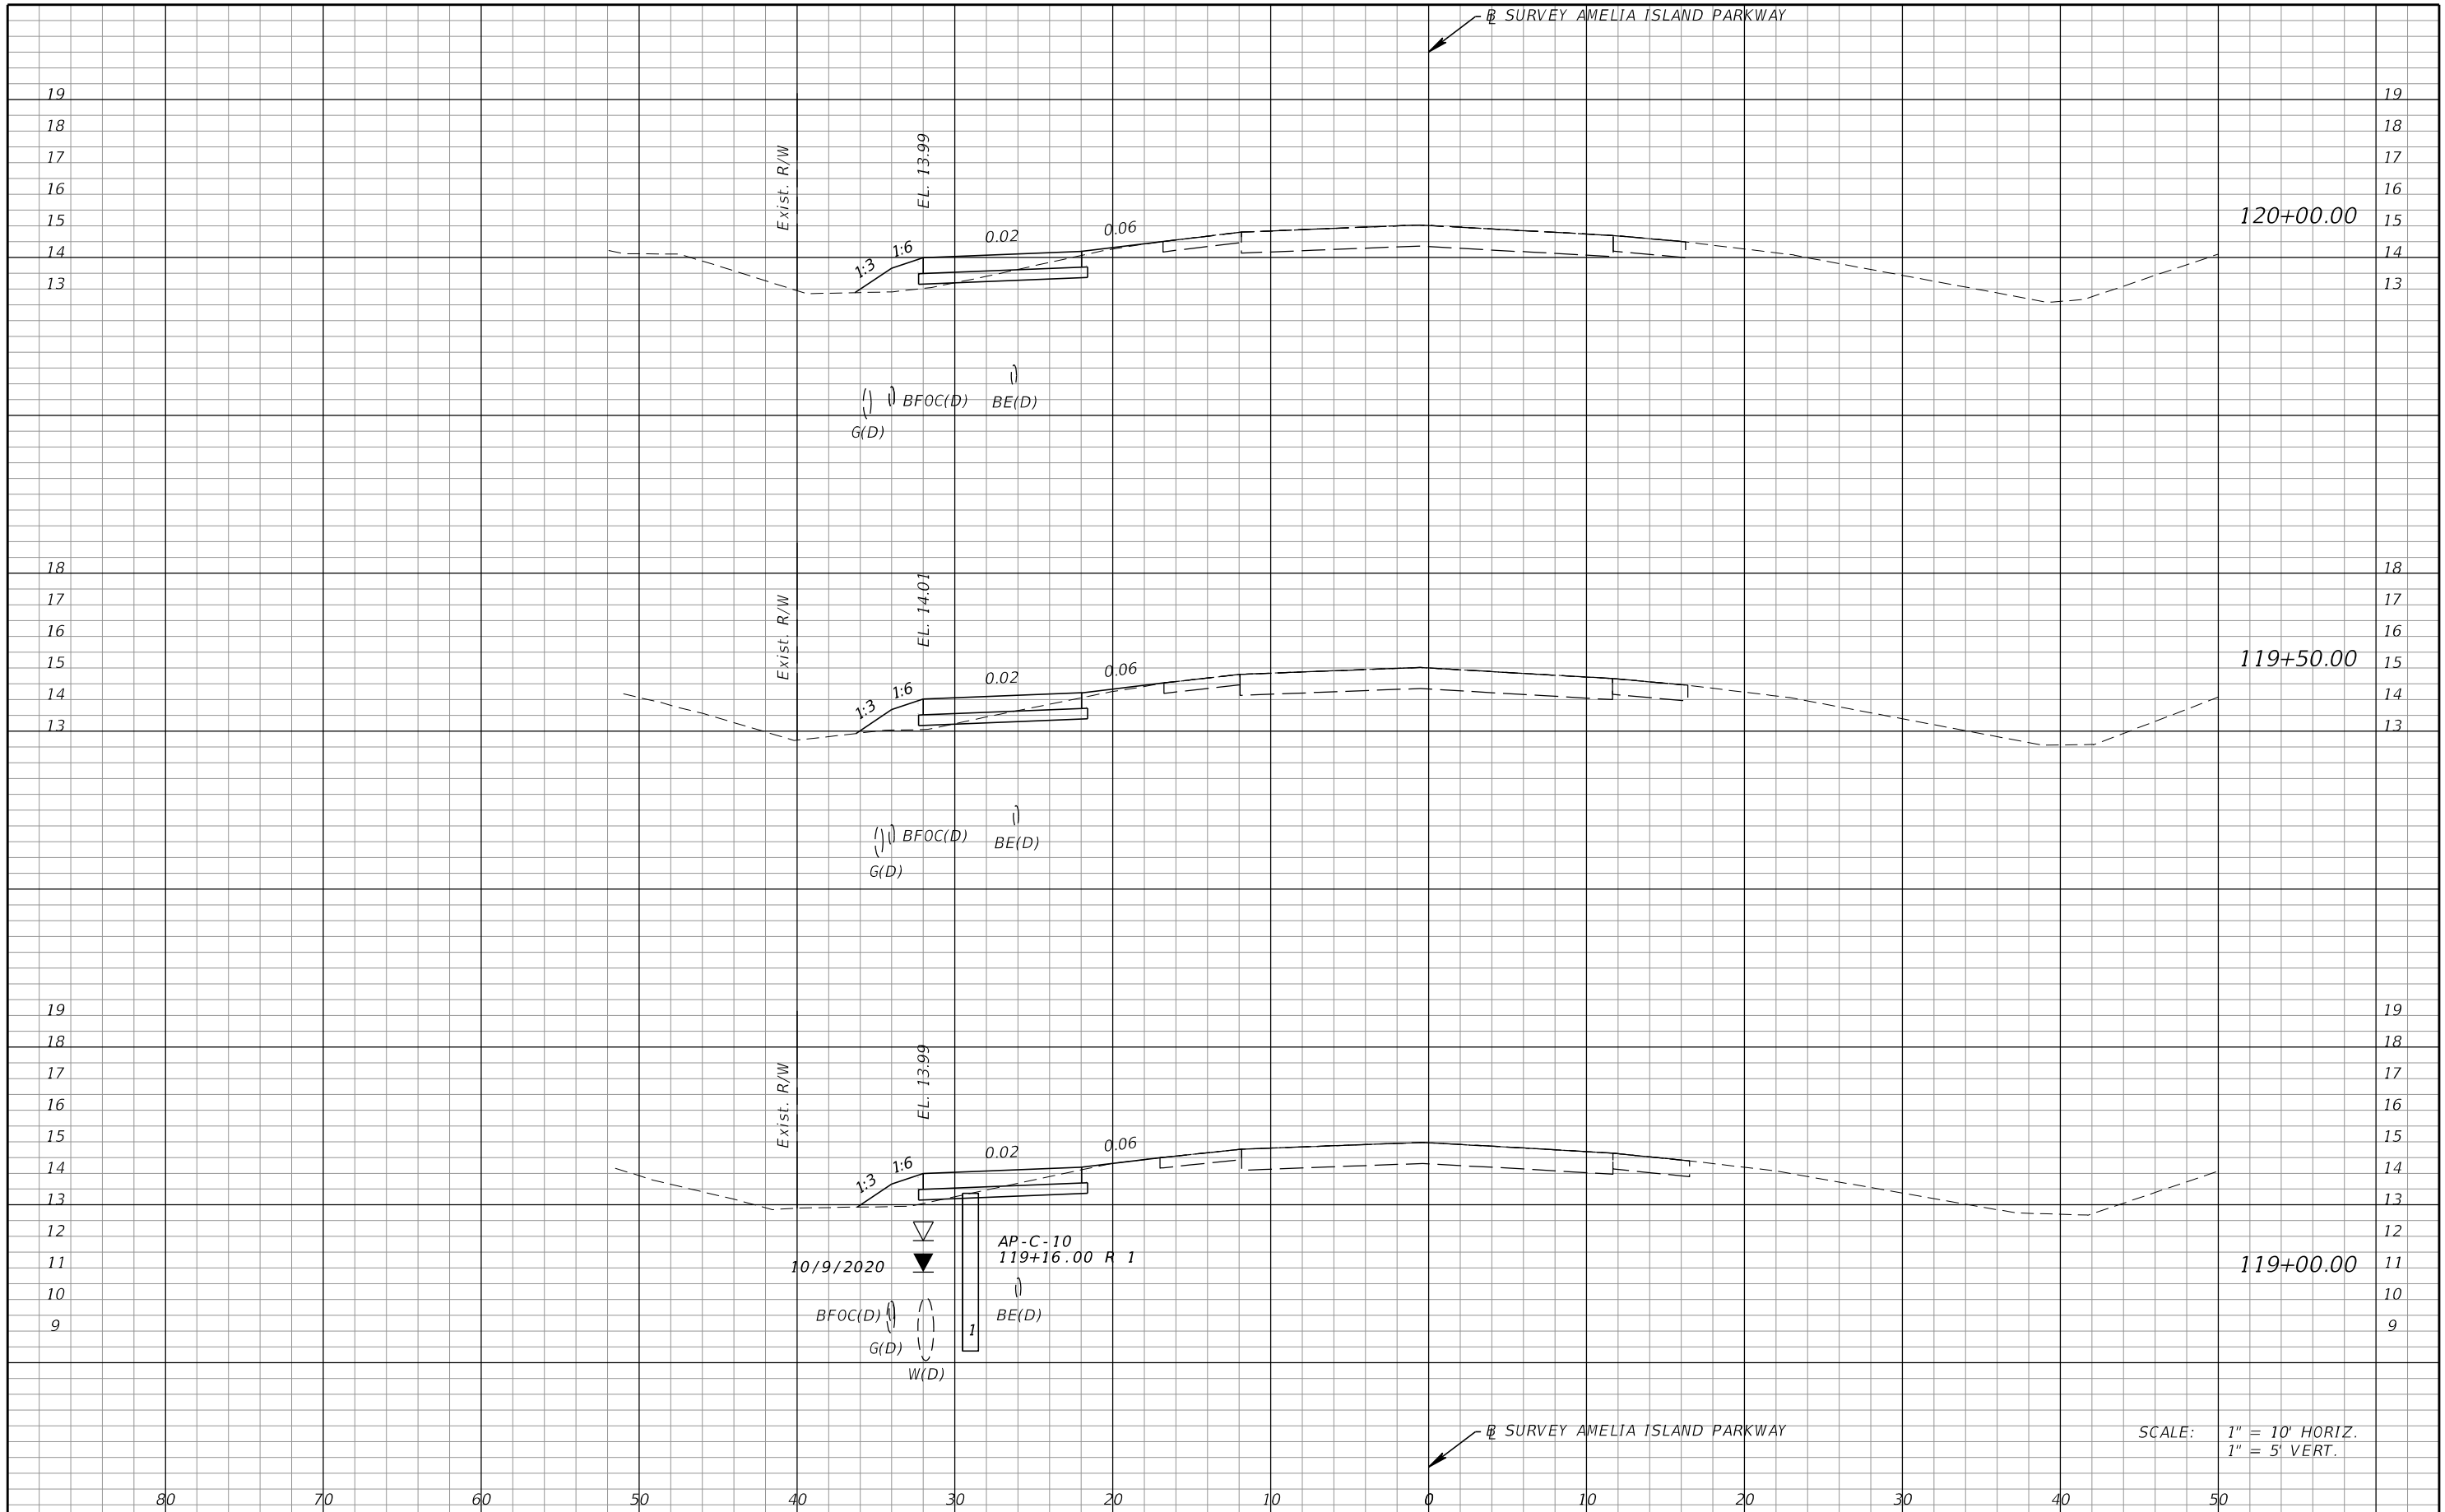 BL SURVEY AMELIA ISLAND PARKWAY
19 19
18 18
17 17
16 16
15 15
14 14
13 13
Exist. R/W
EL. 13.99
1:3 1:6 0.02 0.06
120+00.00
BFOC(D) BE(D)
G(D)
18 18
17 17
16 16
15 15
14 14
13 13
Exist. R/W
EL. 14.01
1:3 1:6 0.02 0.06
119+50.00
BFOC(D) BE(D)
G(D)
19 19
18 18
17 17
16 16
15 15
14 14
13 13
12 12
11 11
10 10
9 9
Exist. R/W
EL. 13.99
1:3 1:6 0.02 0.06
AP-C-10
119+16.00 R 1
10/9/2020
119+00.00
BFOC(D) BE(D)
1
G(D)
W(D)
BL SURVEY AMELIA ISLAND PARKWAY
SCALE: 1" = 10' HORIZ.
1" = 5' VERT.
80 70 60 50 40 30 20 10 0 10 20 30 40 50